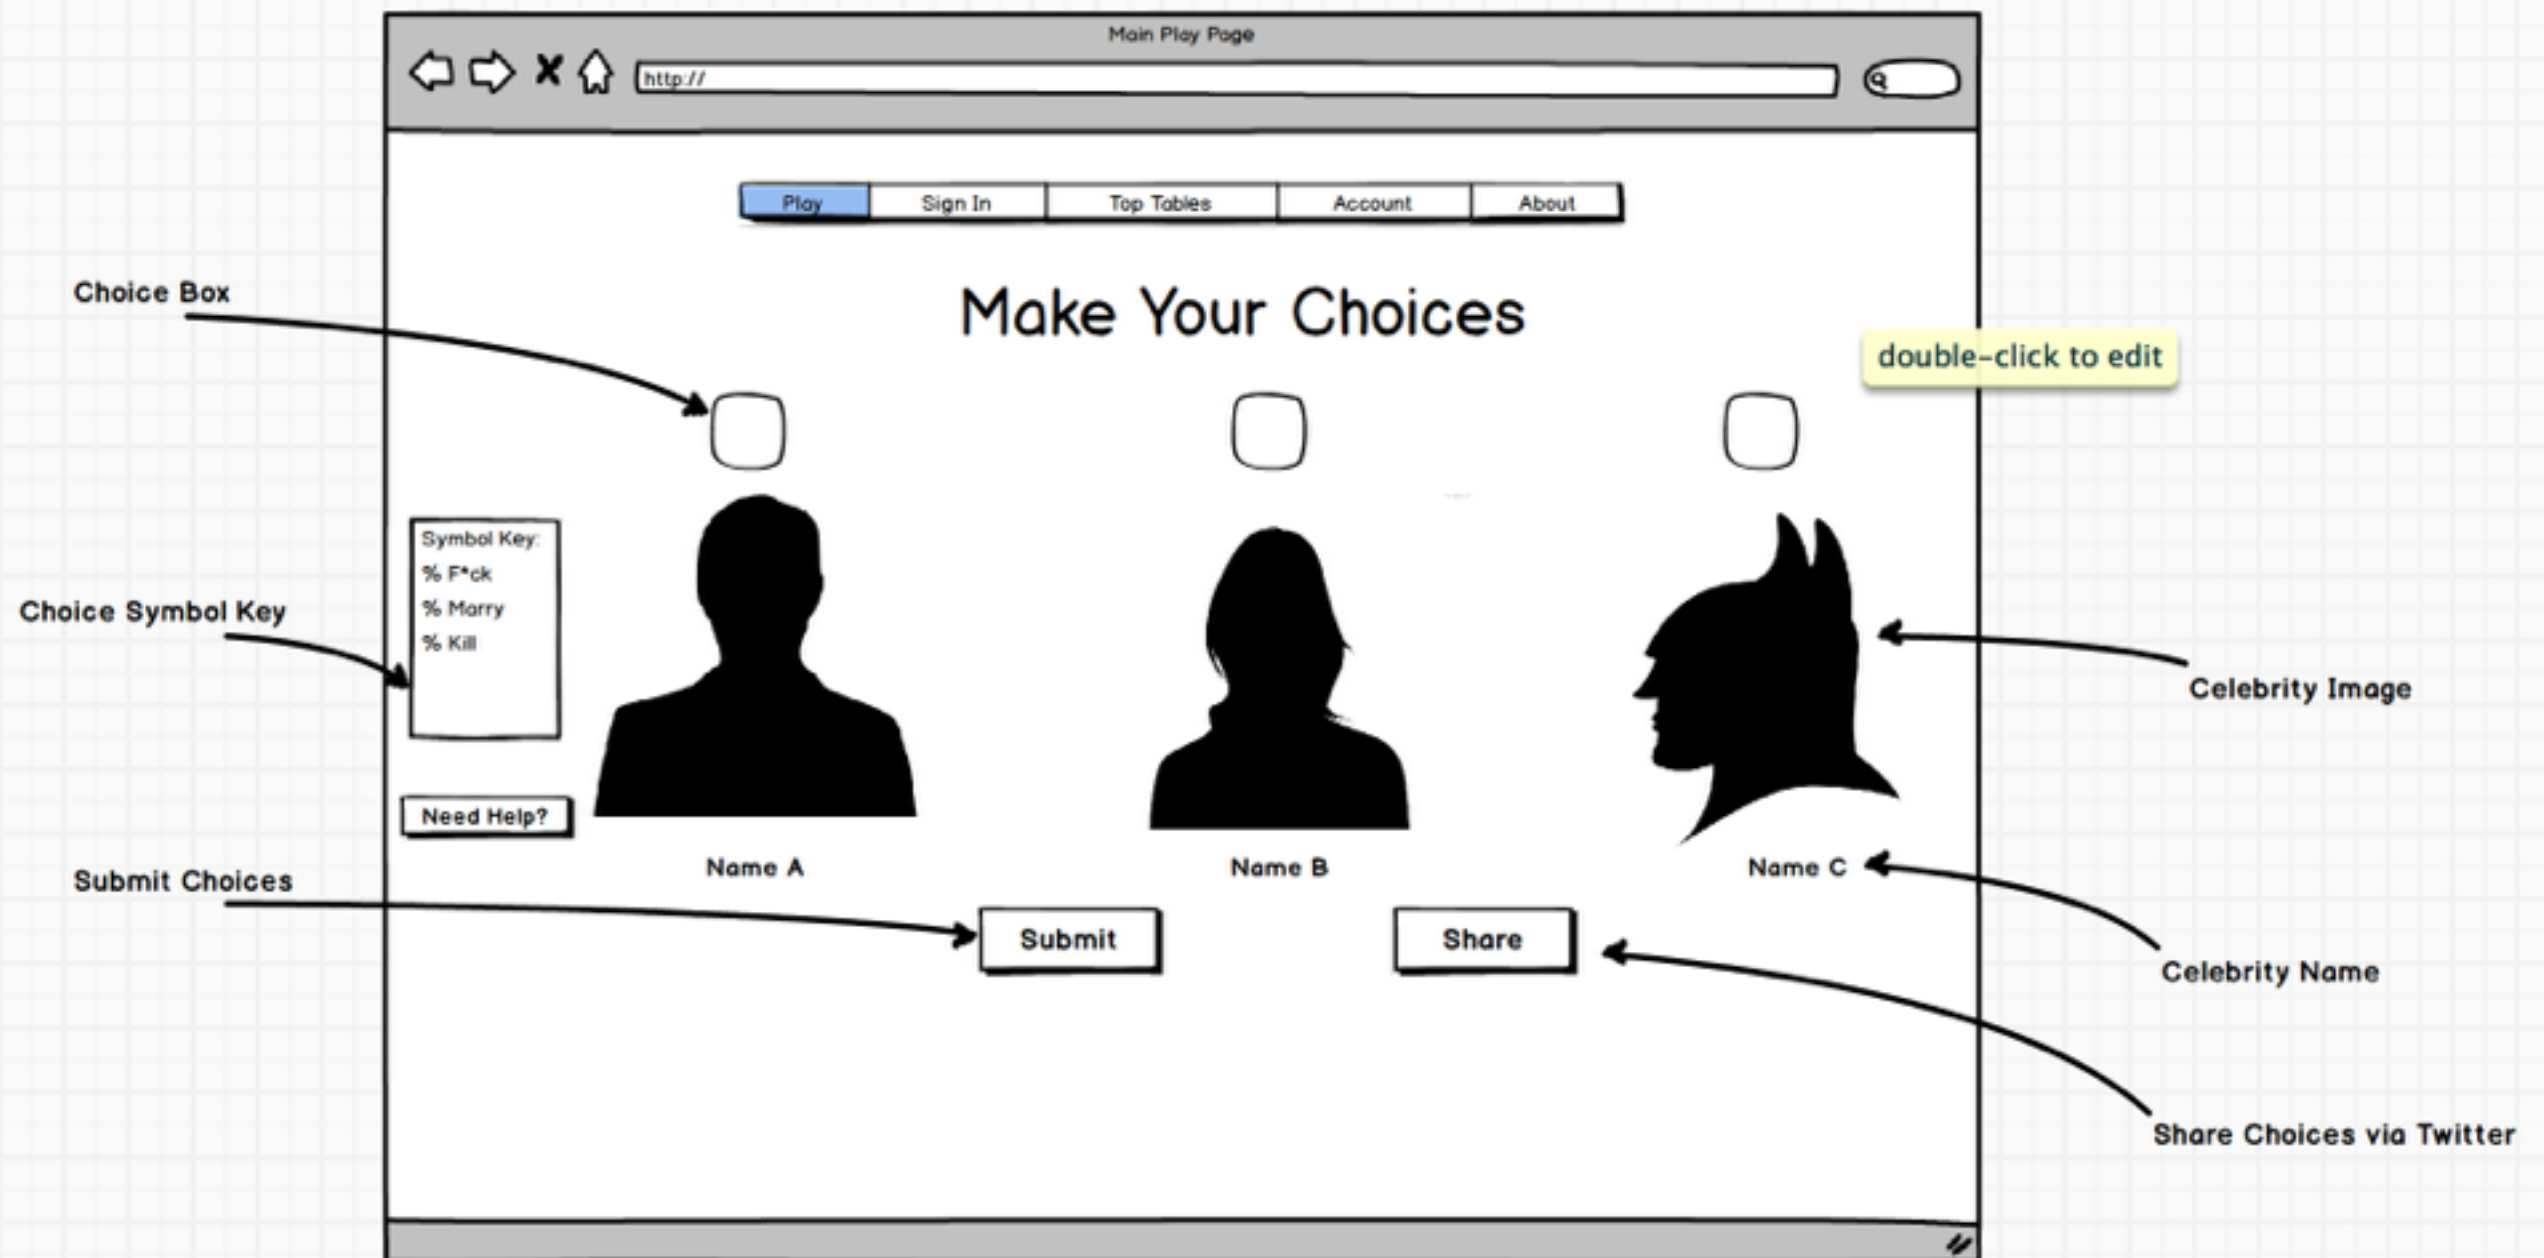 Main Play Page
http://
Play Sign In Top Tables Account About
Choice Box
Make Your Choices
double-click to edit
Symbol Key:
% F*ck
% Marry
% Kill
Choice Symbol Key
Celebrity Image
Need Help?
Name A Name B Name C
Submit Choices
Submit Share
Celebrity Name
Share Choices via Twitter